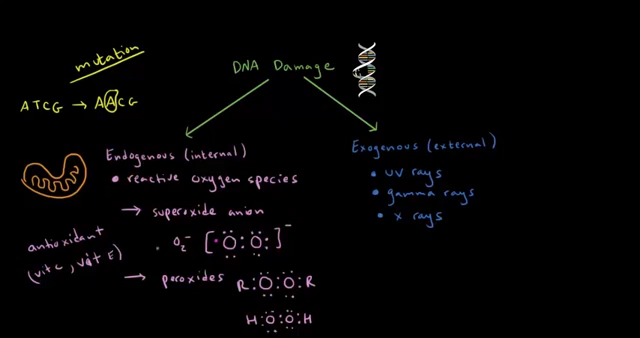 mutation
ATCG → AACG
DNA Damage
Endogenous (internal)
• reactive oxygen species
→ superoxide anion
O₂⁻ [:O:O:]⁻
antioxidant
(vit C, vit E)
→ peroxides
R:O:O:R
H:O:O:H
Exogenous (external)
• UV rays
• gamma rays
• x rays